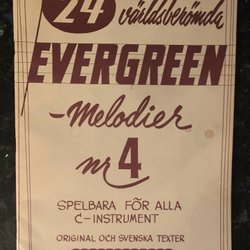 24
världsberömda
EVERGREEN
-Melodier
nr 4
SPELBARA FÖR ALLA
C-INSTRUMENT
ORIGINAL OCH SVENSKA TEXTER